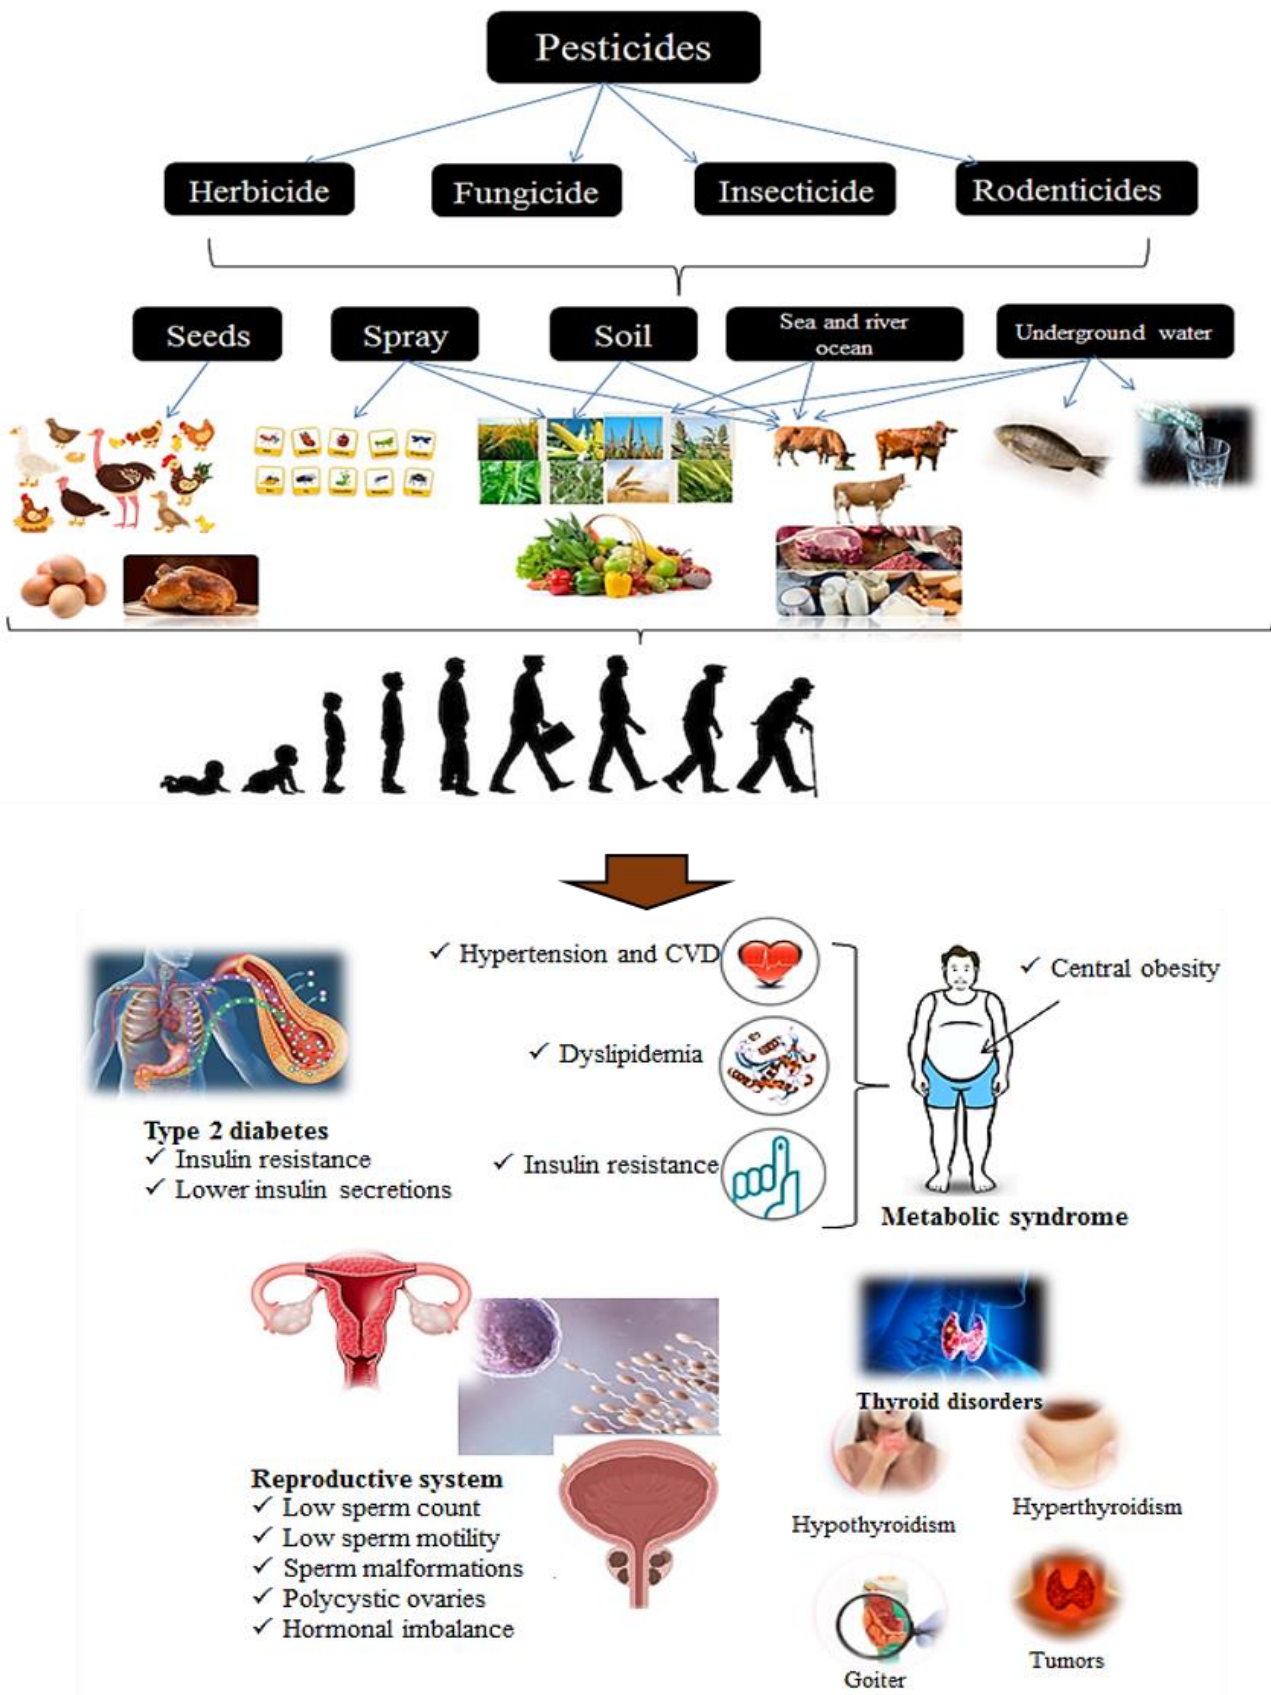 Pesticides
Herbicide
Fungicide
Insecticide
Rodenticides
Seeds
Spray
Soil
Sea and river
ocean
Underground water
✓ Hypertension and CVD
✓ Central obesity
✓ Dyslipidemia
Type 2 diabetes
✓ Insulin resistance
✓ Lower insulin secretions
✓ Insulin resistance
Metabolic syndrome
Thyroid disorders
Reproductive system
✓ Low sperm count
✓ Low sperm motility
✓ Sperm malformations
✓ Polycystic ovaries
✓ Hormonal imbalance
Hypothyroidism
Hyperthyroidism
Goiter
Tumors